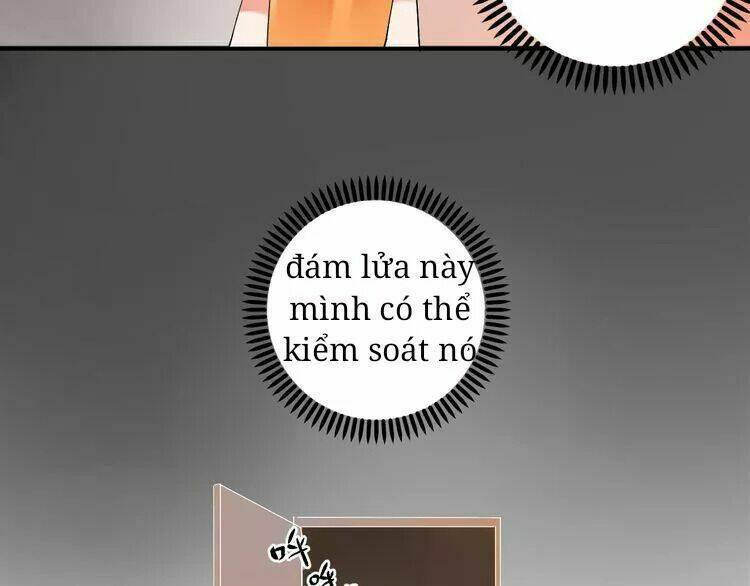 đám lửa này
mình có thể
kiểm soát nó